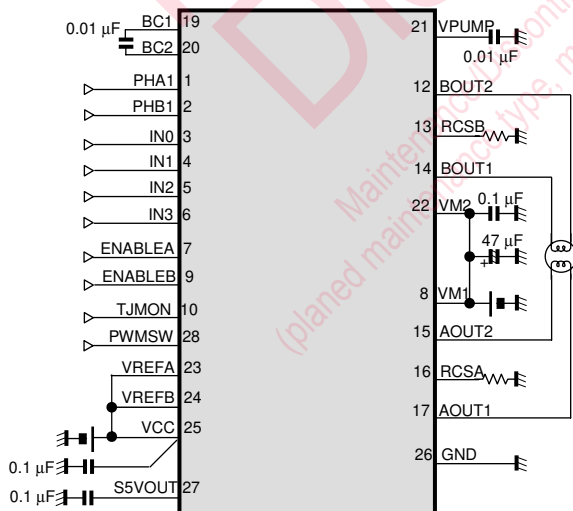 0.01 μF
BC1 19
BC2 20
PHA1 1
PHB1 2
IN0 3
IN1 4
IN2 5
IN3 6
ENABLEA 7
ENABLEB 9
TJMON 10
PWMSW 28
VREFA 23
VREFB 24
VCC 25
0.1 μF
0.1 μF
S5VOUT 27
21 VPUMP
0.01 μF
12 BOUT2
13 RCSB
14 BOUT1
22 VM2
0.1 μF
47 μF
+
8 VM1
15 AOUT2
16 RCSA
17 AOUT1
26 GND
(planed maintenance type, m